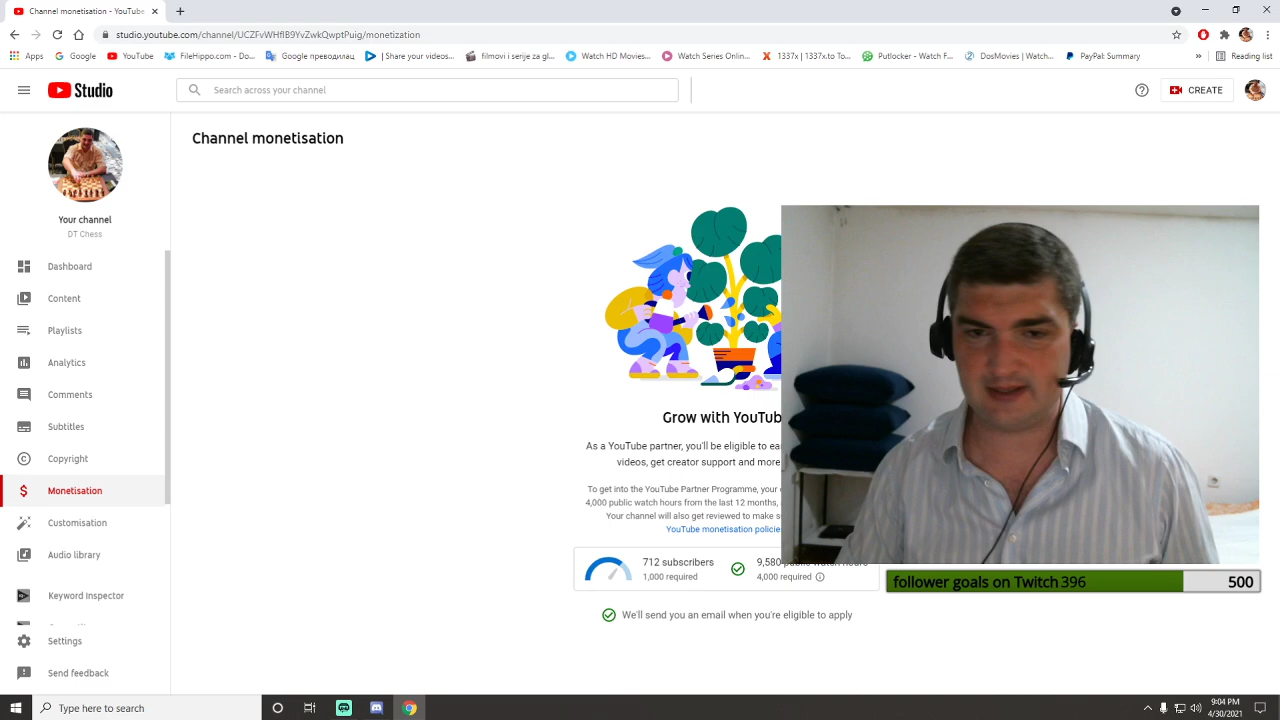 Channel monetisation - YouTu
studio.youtube.com/channel/UCZFvWHfIB9YvZwkQwptPuig/monetization
Apps
Google
YouTube
FileHippo.com - Do...
Google преводилац
Share your videos...
filmovi i serije za gl...
Watch HD Movies...
Watch Series Online...
1337x | 1337x.to To...
Putlocker - Watch F...
DosMovies | Watch...
PayPal: Summary
»
Reading list
Studio
Search across your channel
CREATE
Your channel
DT Chess
Dashboard
Content
Playlists
Analytics
Comments
Subtitles
Copyright
Monetisation
Customisation
Audio library
Keyword Inspector
Settings
Send feedback
Channel monetisation
Grow with YouTub
As a YouTube partner, you'll be eligible to ea
videos, get creator support and more
To get into the YouTube Partner Programme, your
4,000 public watch hours from the last 12 months,
Your channel will also get reviewed to make s
YouTube monetisation policie
712 subscribers
1,000 required
9,580 public watch hours
4,000 required
We'll send you an email when you're eligible to apply
follower goals on Twitch 396
500
Type here to search
9:04 PM
4/30/2021